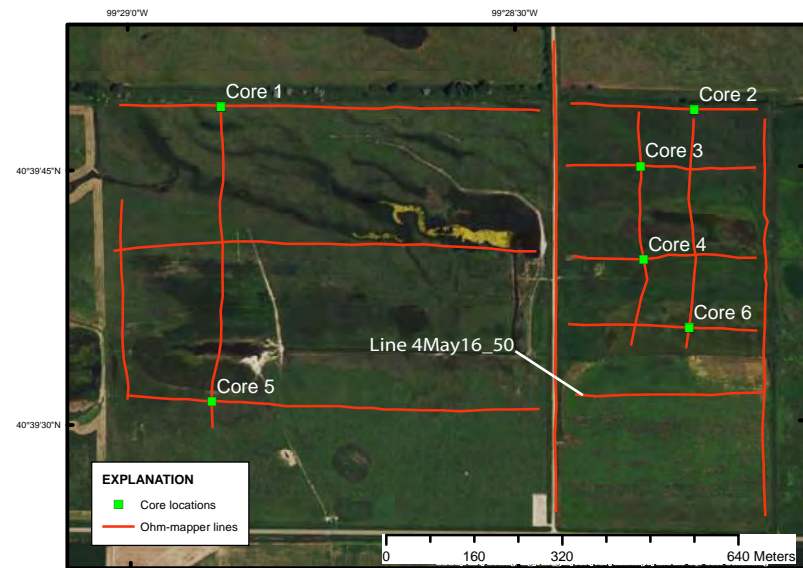 99°29'0"W
99°28'30"W
Core 1
Core 2
Core 3
40°39'45"N
Core 4
Core 6
Line 4May16_50
Core 5
40°39'30"N
EXPLANATION
Core locations
Ohm-mapper lines
0 160 320 640 Meters